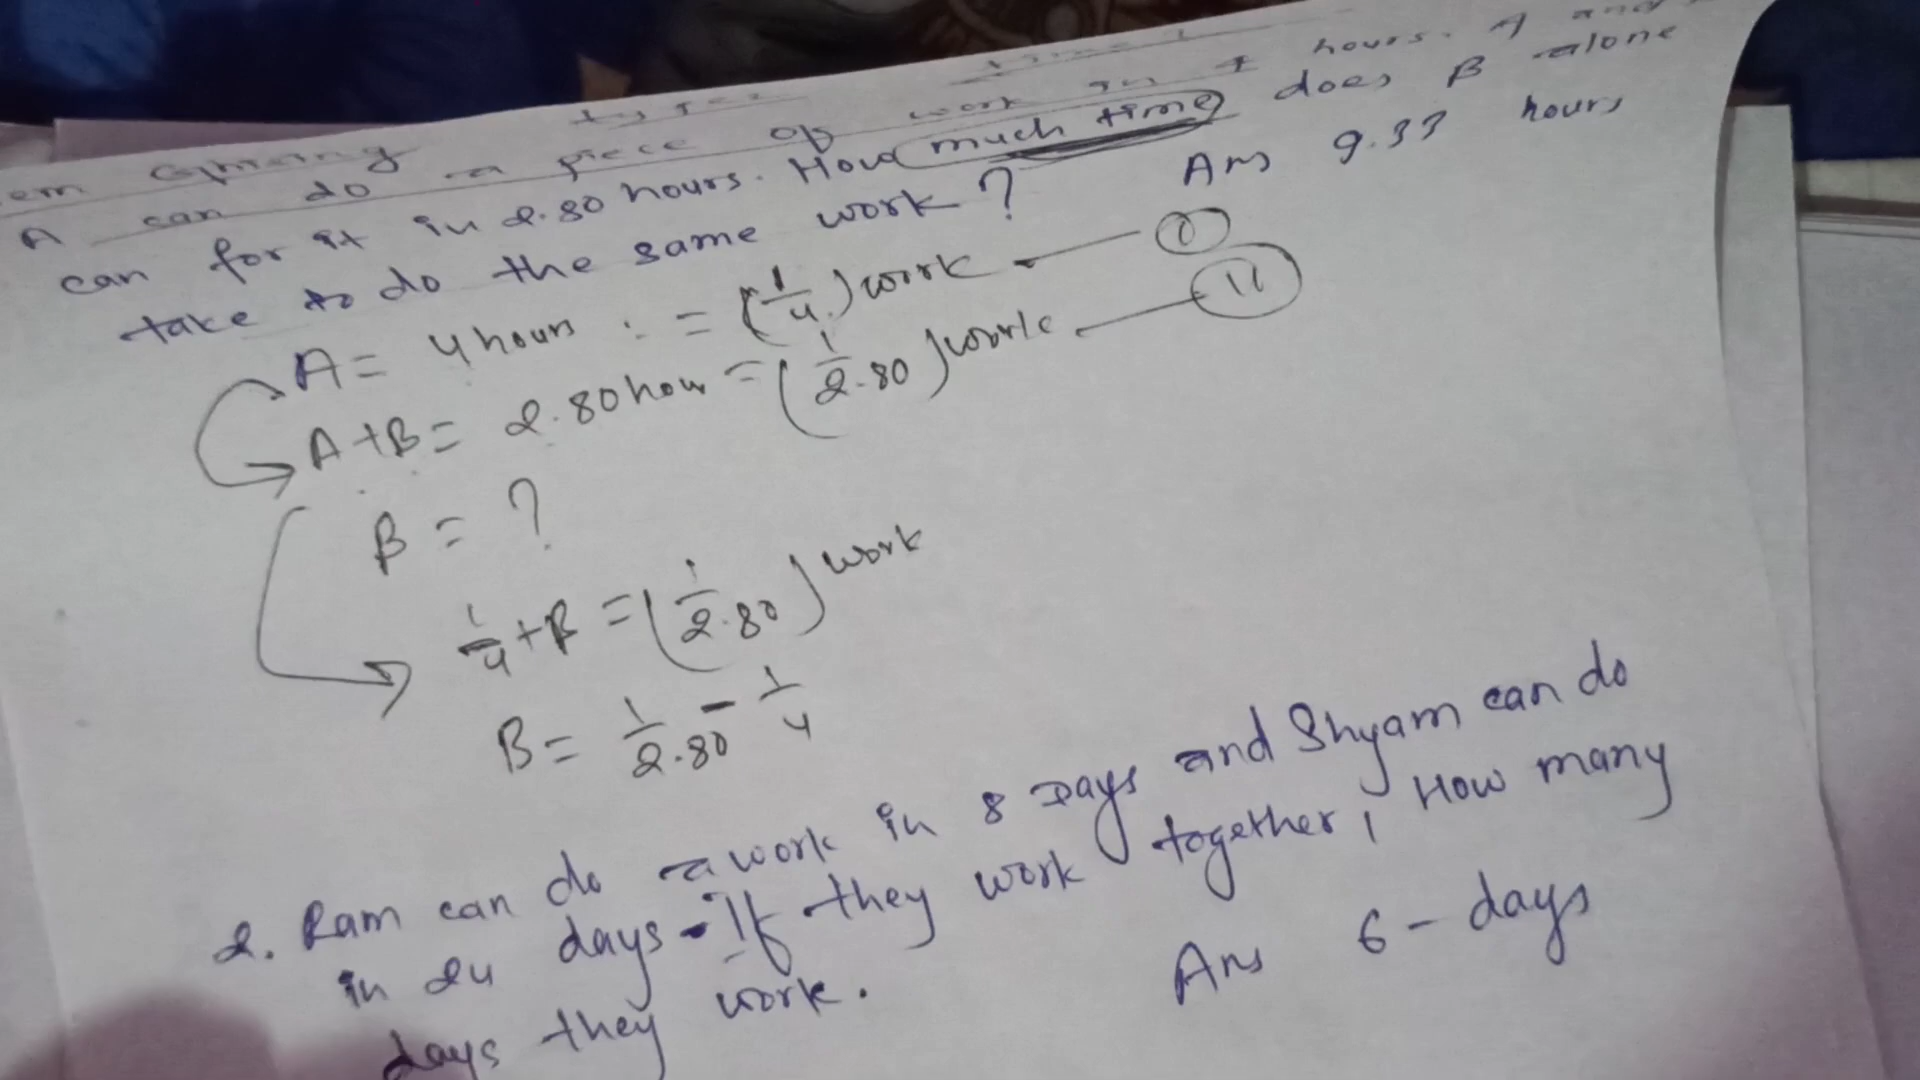 A can do a piece of work in 4 hours. A and
can for it in 2.80 hours. How much time does B alone
take to do the same work? Ans 9.33 hours
A = 4 hours = (1/4) work
A+B = 2.80 hour = (1/2.80) work — 11
B = ?
1/4 + B = (1/2.80) work
B = 1/2.80 - 1/4
2. Ram can do a work in 8 Days and Shyam can do
in 24 days. If they work together, How many
days they work. Ans 6 - days